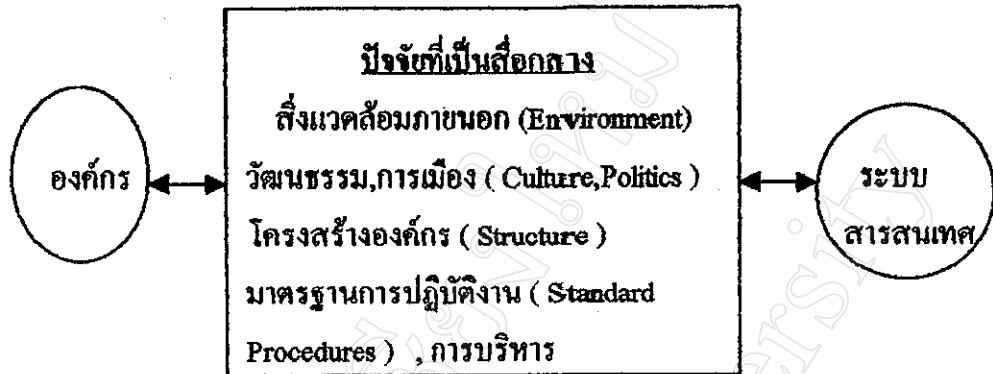 ปัจจัยที่เป็นสื่อกลาง
สิ่งแวดล้อมภายนอก (Environment)
องค์กร
วัฒนธรรม,การเมือง ( Culture,Politics )
ระบบ
สารสนเทศ
โครงสร้างองค์กร ( Structure )
มาตรฐานการปฏิบัติงาน ( Standard
Procedures ) , การบริหาร